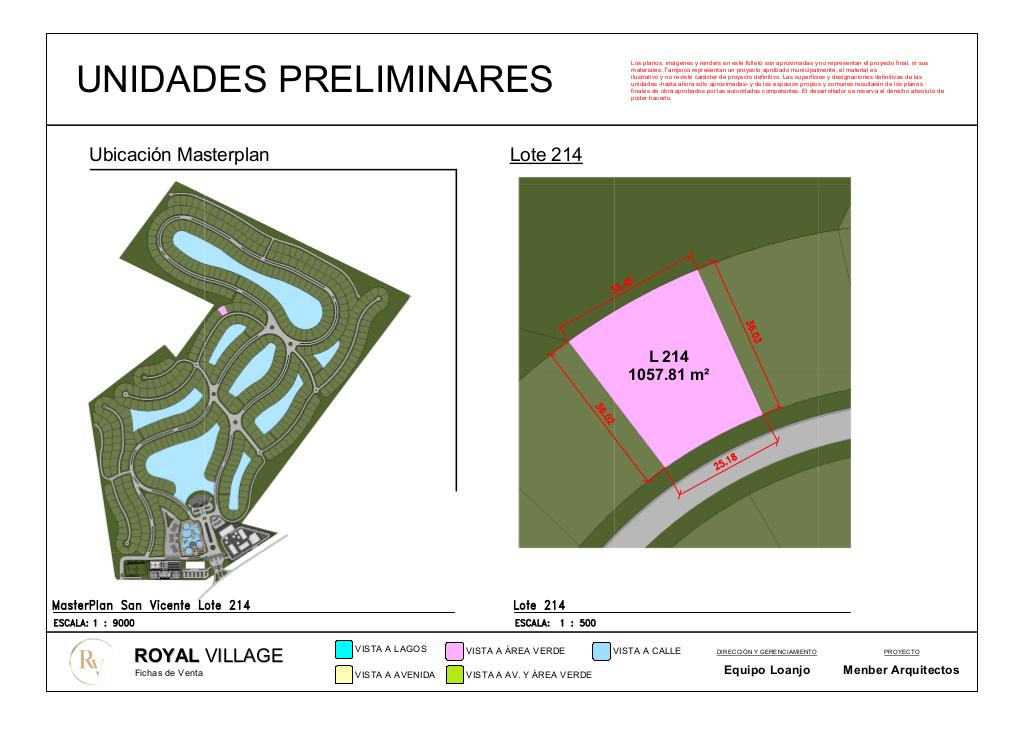 UNIDADES PRELIMINARES
Los planos, imágenes y renders en este folleto son aproximadas y no representan el proyecto final, ni sus
materiales. Tampoco representan un proyecto aprobado municipalmente, el material es
ilustrativo y no reviste carácter de proyecto definitivo. Las superficies y designaciones definitivas de las
unidades -hasta ahora sólo aproximadas- y de los espacios propios y comunes resultarán de los planos
finales de obra aprobados por las autoridades competentes. El desarrollador se reserva el derecho absoluto de
poder hacerlo.
Ubicación Masterplan
Lote 214
33.45
36.03
L 214
1057.81 m²
36.02
25.18
MasterPlan San Vicente Lote 214
ESCALA: 1 : 9000
Lote 214
ESCALA: 1 : 500
RV
ROYAL VILLAGE
Fichas de Venta
VISTA A LAGOS
VISTA A ÁREA VERDE
VISTA A CALLE
VISTA A AVENIDA
VISTA A AV. Y ÁREA VERDE
DIRECCIÓN Y GERENCIAMIENTO
Equipo Loanjo
PROYECTO
Menber Arquitectos